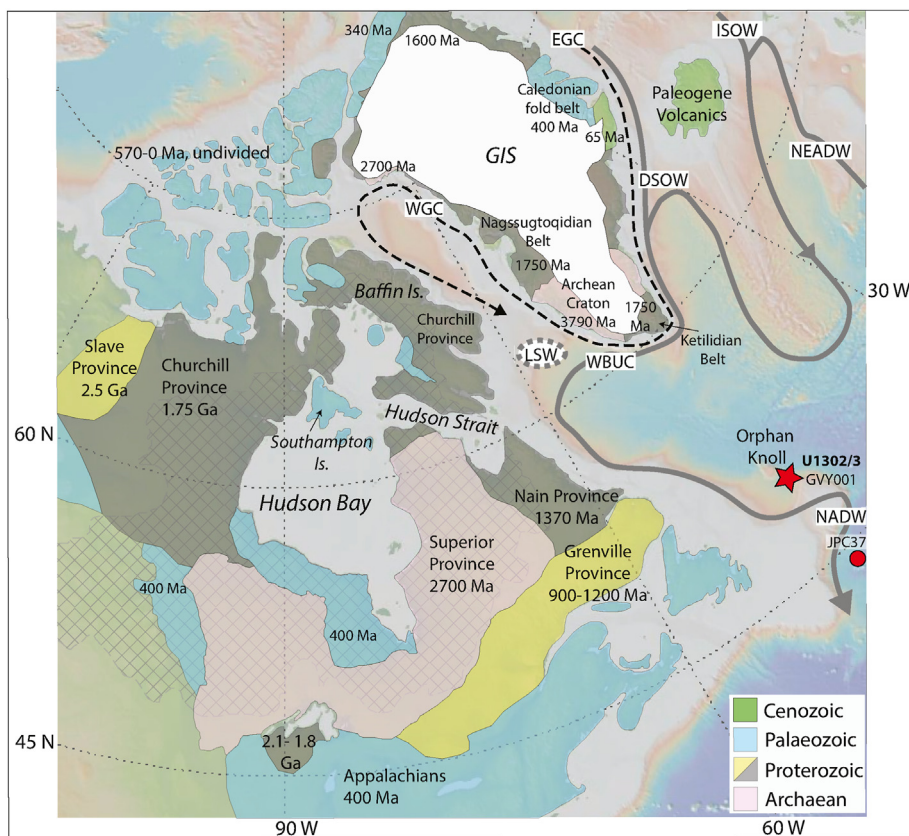 340 Ma
1600 Ma
EGC
ISOW
Caledonian
fold belt
400 Ma
Paleogene
Volcanics
65 Ma
570-0 Ma, undivided
GIS
NEADW
2700 Ma
DSOW
WGC
Nagssugtoqidian
Belt
1750 Ma
Archean
Craton
3790 Ma
1750
Ma
30 W
Baffin Is.
Churchill
Province
Ketilidian
Belt
LSW
WBUC
Slave
Province
2.5 Ga
Churchill
Province
1.75 Ga
Hudson Strait
Southampton
Is.
60 N
Orphan
Knoll
U1302/3
GVY001
Hudson Bay
Nain Province
1370 Ma
NADW
JPC37
Superior
Province
2700 Ma
Grenville
Province
900-1200 Ma
400 Ma
400 Ma
45 N
2.1- 1.8
Ga
Appalachians
400 Ma
Cenozoic
Palaeozoic
Proterozoic
Archaean
90 W
60 W